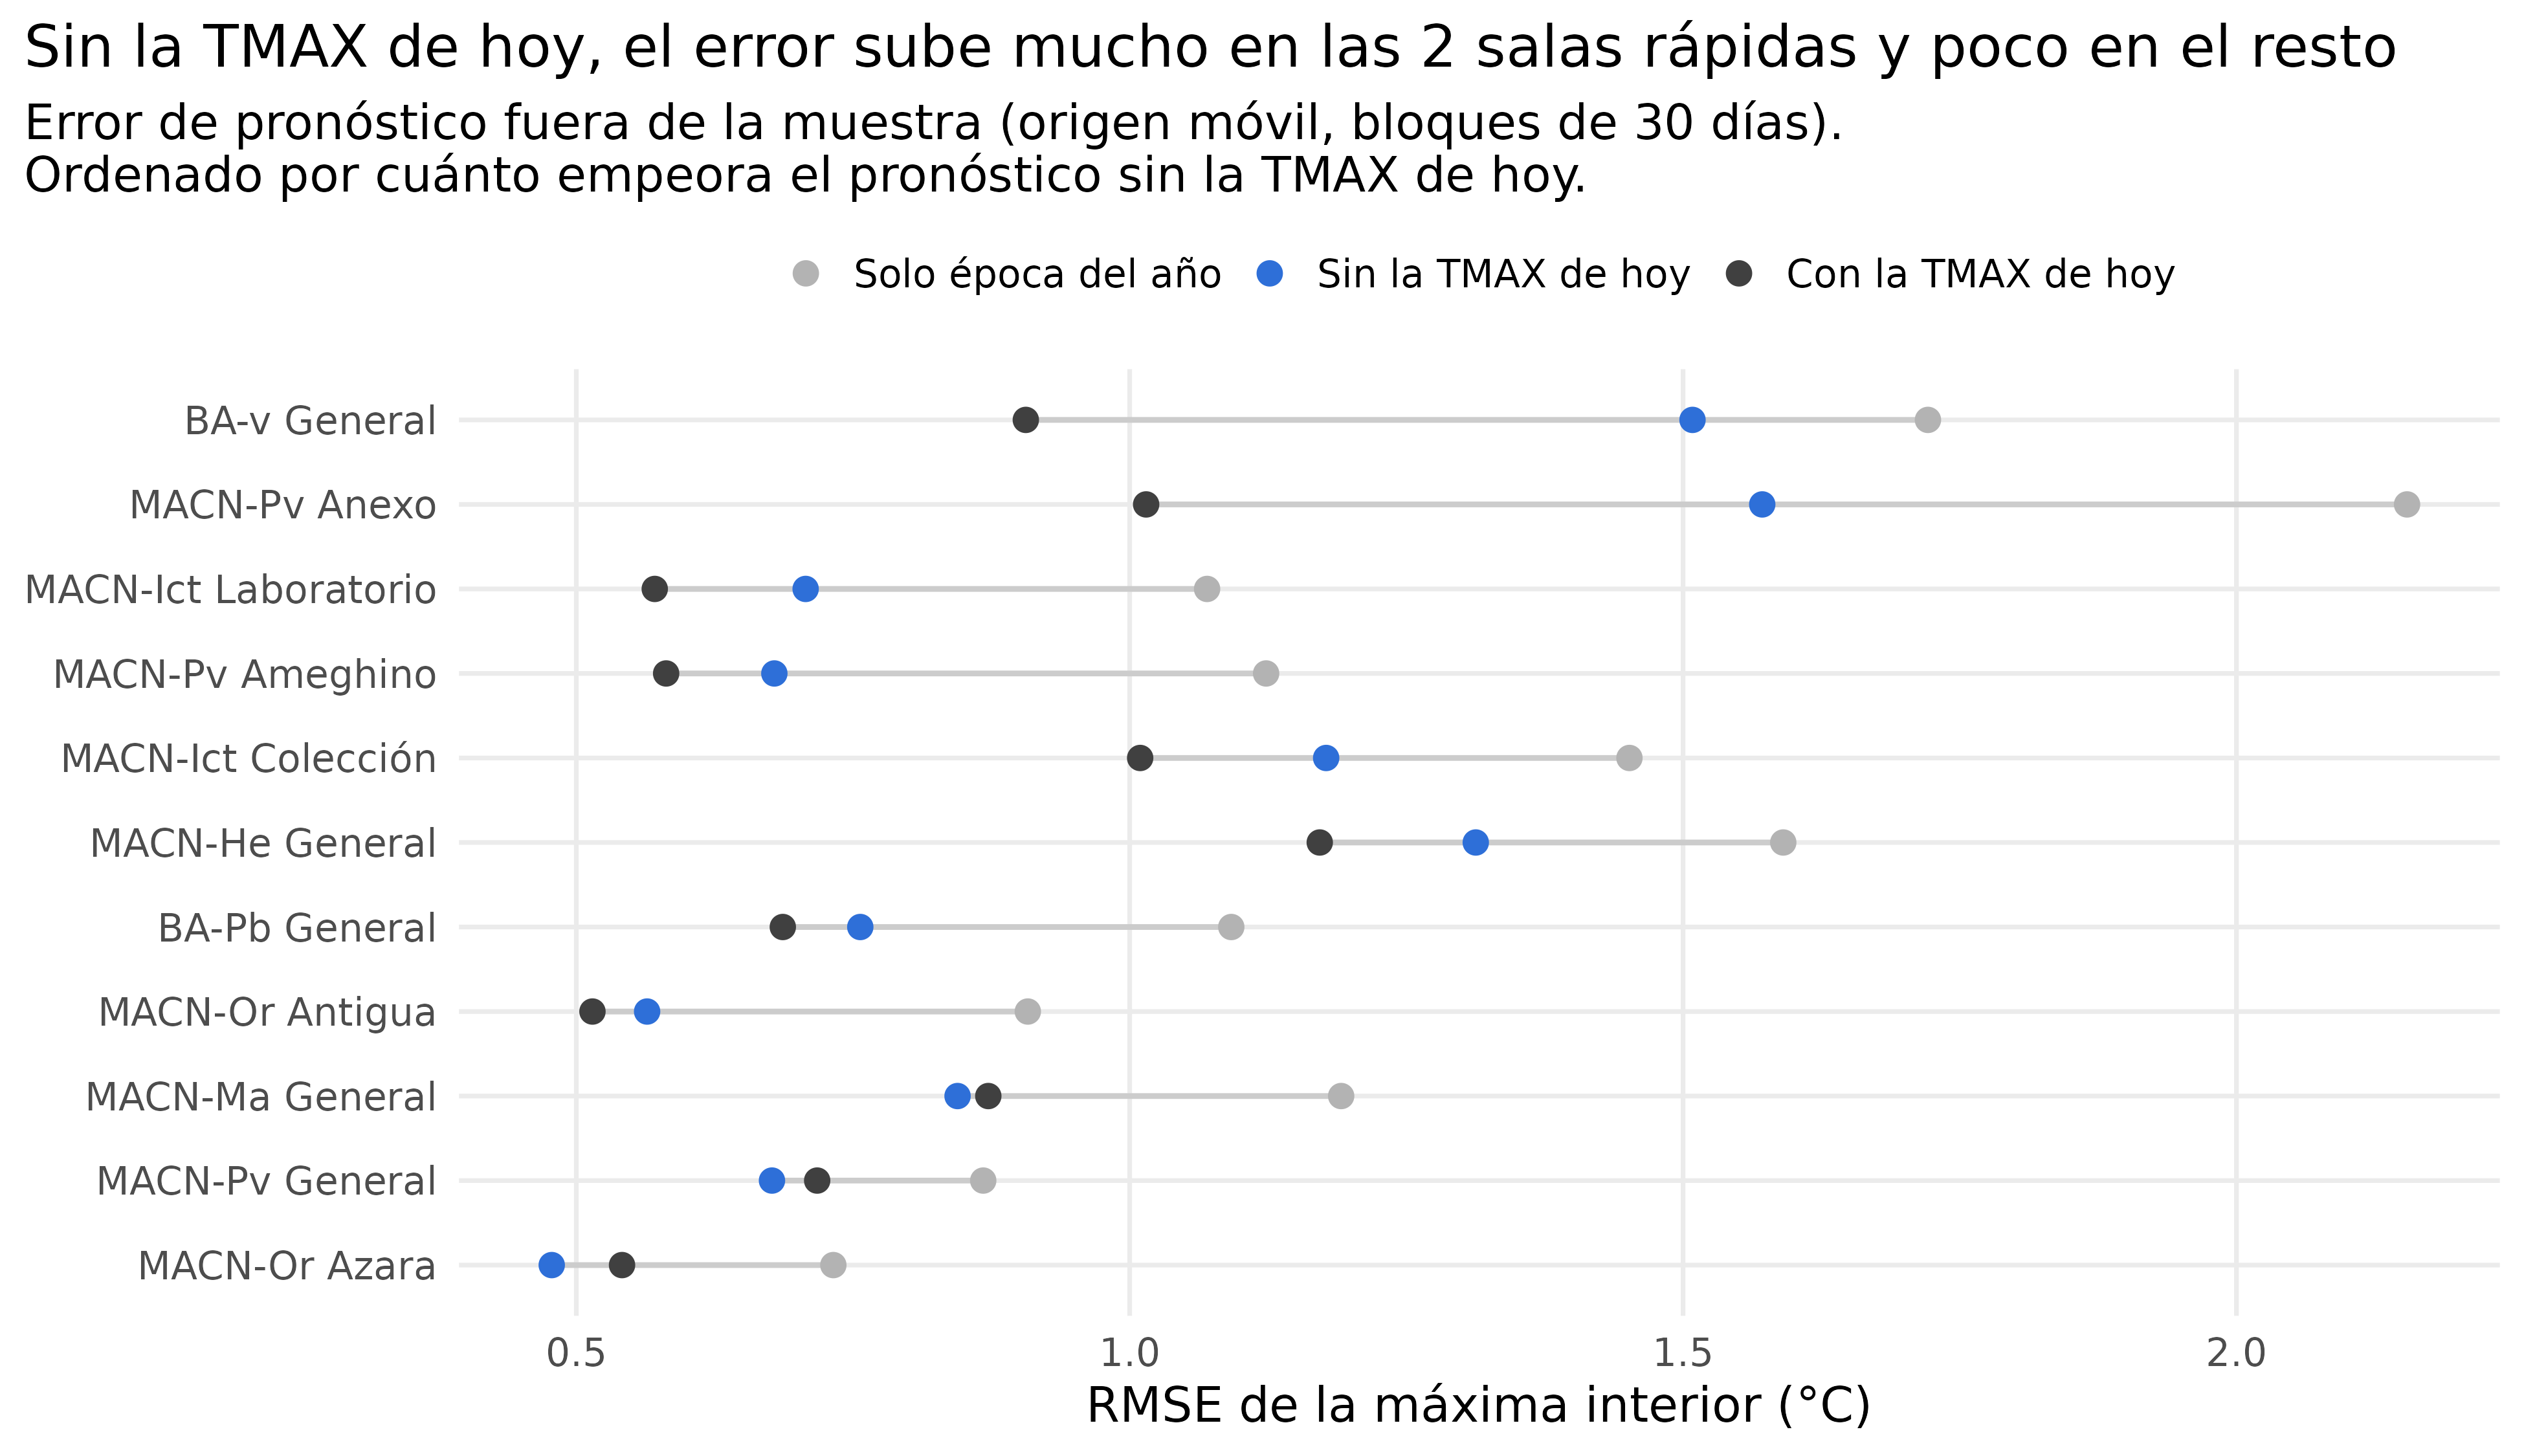 Sin la TMAX de hoy, el error sube mucho en las 2 salas rápidas y poco en el resto
Error de pronóstico fuera de la muestra (origen móvil, bloques de 30 días).
Ordenado por cuánto empeora el pronóstico sin la TMAX de hoy.
Solo época del año Sin la TMAX de hoy Con la TMAX de hoy
BA-v General
MACN-Pv Anexo
MACN-Ict Laboratorio
MACN-Pv Ameghino
MACN-Ict Colección
MACN-He General
BA-Pb General
MACN-Or Antigua
MACN-Ma General
MACN-Pv General
MACN-Or Azara
0.5 1.0 1.5 2.0
RMSE de la máxima interior (°C)